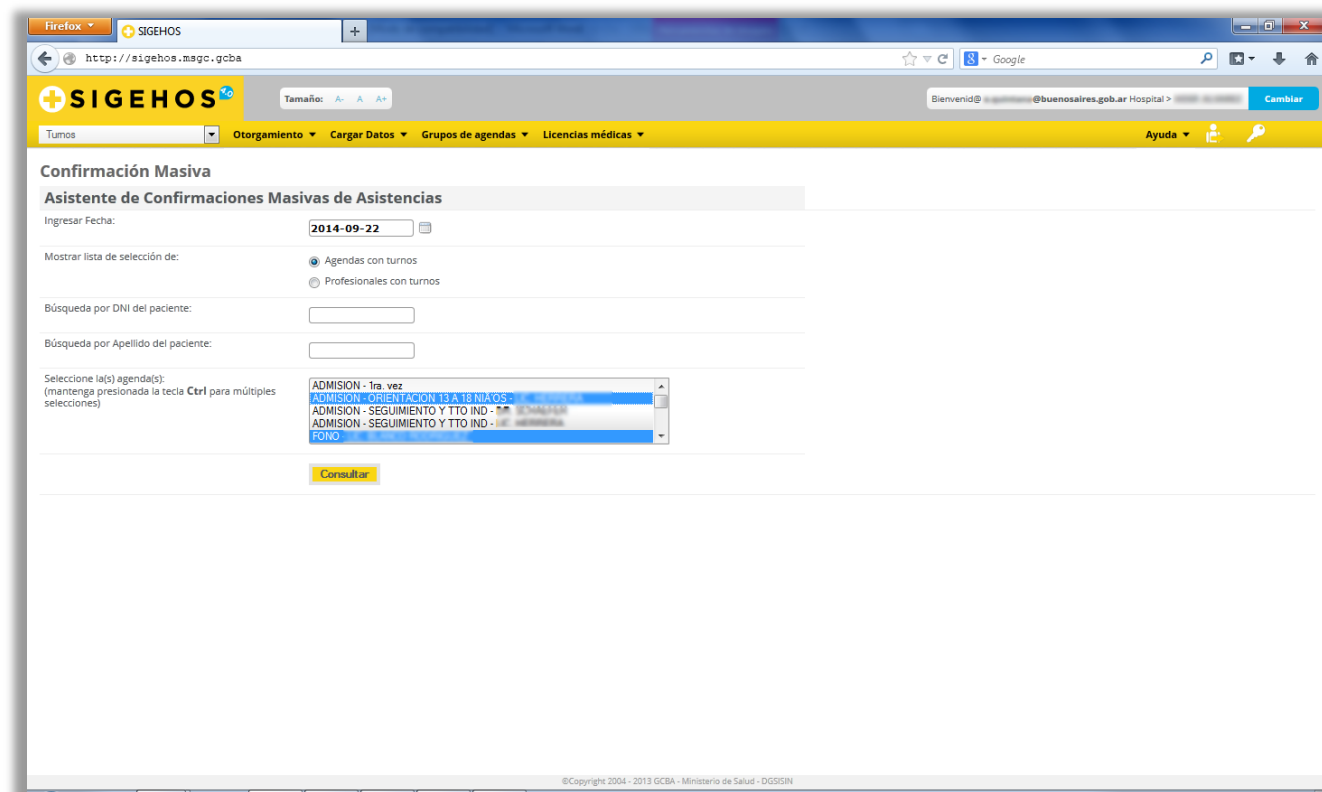 Firefox
SIGEHOS
+
http://sigehos.msgc.gcba
Google
SIGEHOS 2.0
Tamaño: A- A A+
Bienvenid@ @buenosaires.gob.ar Hospital >
Cambiar
Turnos
Otorgamiento
Cargar Datos
Grupos de agendas
Licencias médicas
Ayuda
Confirmación Masiva
Asistente de Confirmaciones Masivas de Asistencias
Ingresar Fecha:
2014-09-22
Mostrar lista de selección de:
Agendas con turnos
Profesionales con turnos
Búsqueda por DNI del paciente:
Búsqueda por Apellido del paciente:
Seleccione la(s) agenda(s):
(mantenga presionada la tecla Ctrl para múltiples
selecciones)
ADMISION - 1ra. vez
ADMISION - ORIENTACION 13 A 18 NIÃ'OS -
ADMISION - SEGUIMIENTO Y TTO IND -
ADMISION - SEGUIMIENTO Y TTO IND -
FONO -
Consultar
©Copyright 2004 - 2013 GCBA - Ministerio de Salud - DGSISIN